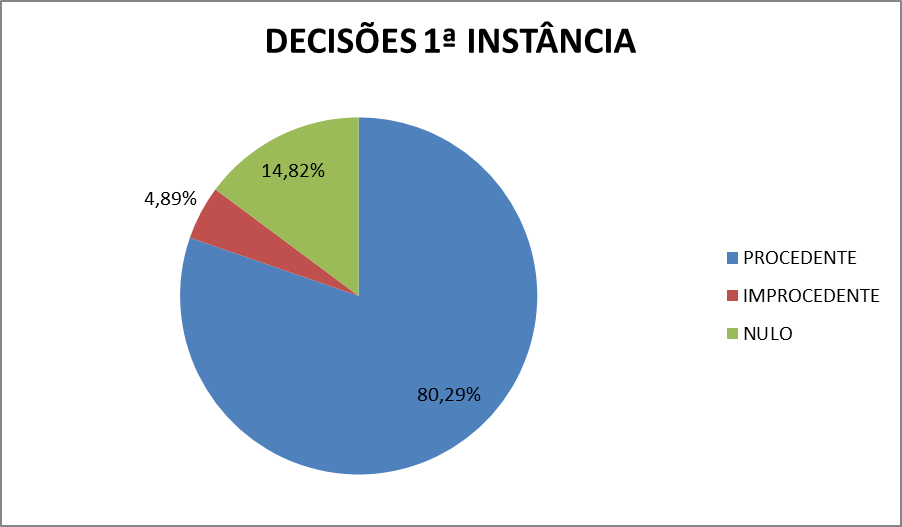 DECISÕES 1ª INSTÂNCIA
14,82%
4,89%
80,29%
PROCEDENTE
IMPROCEDENTE
NULO